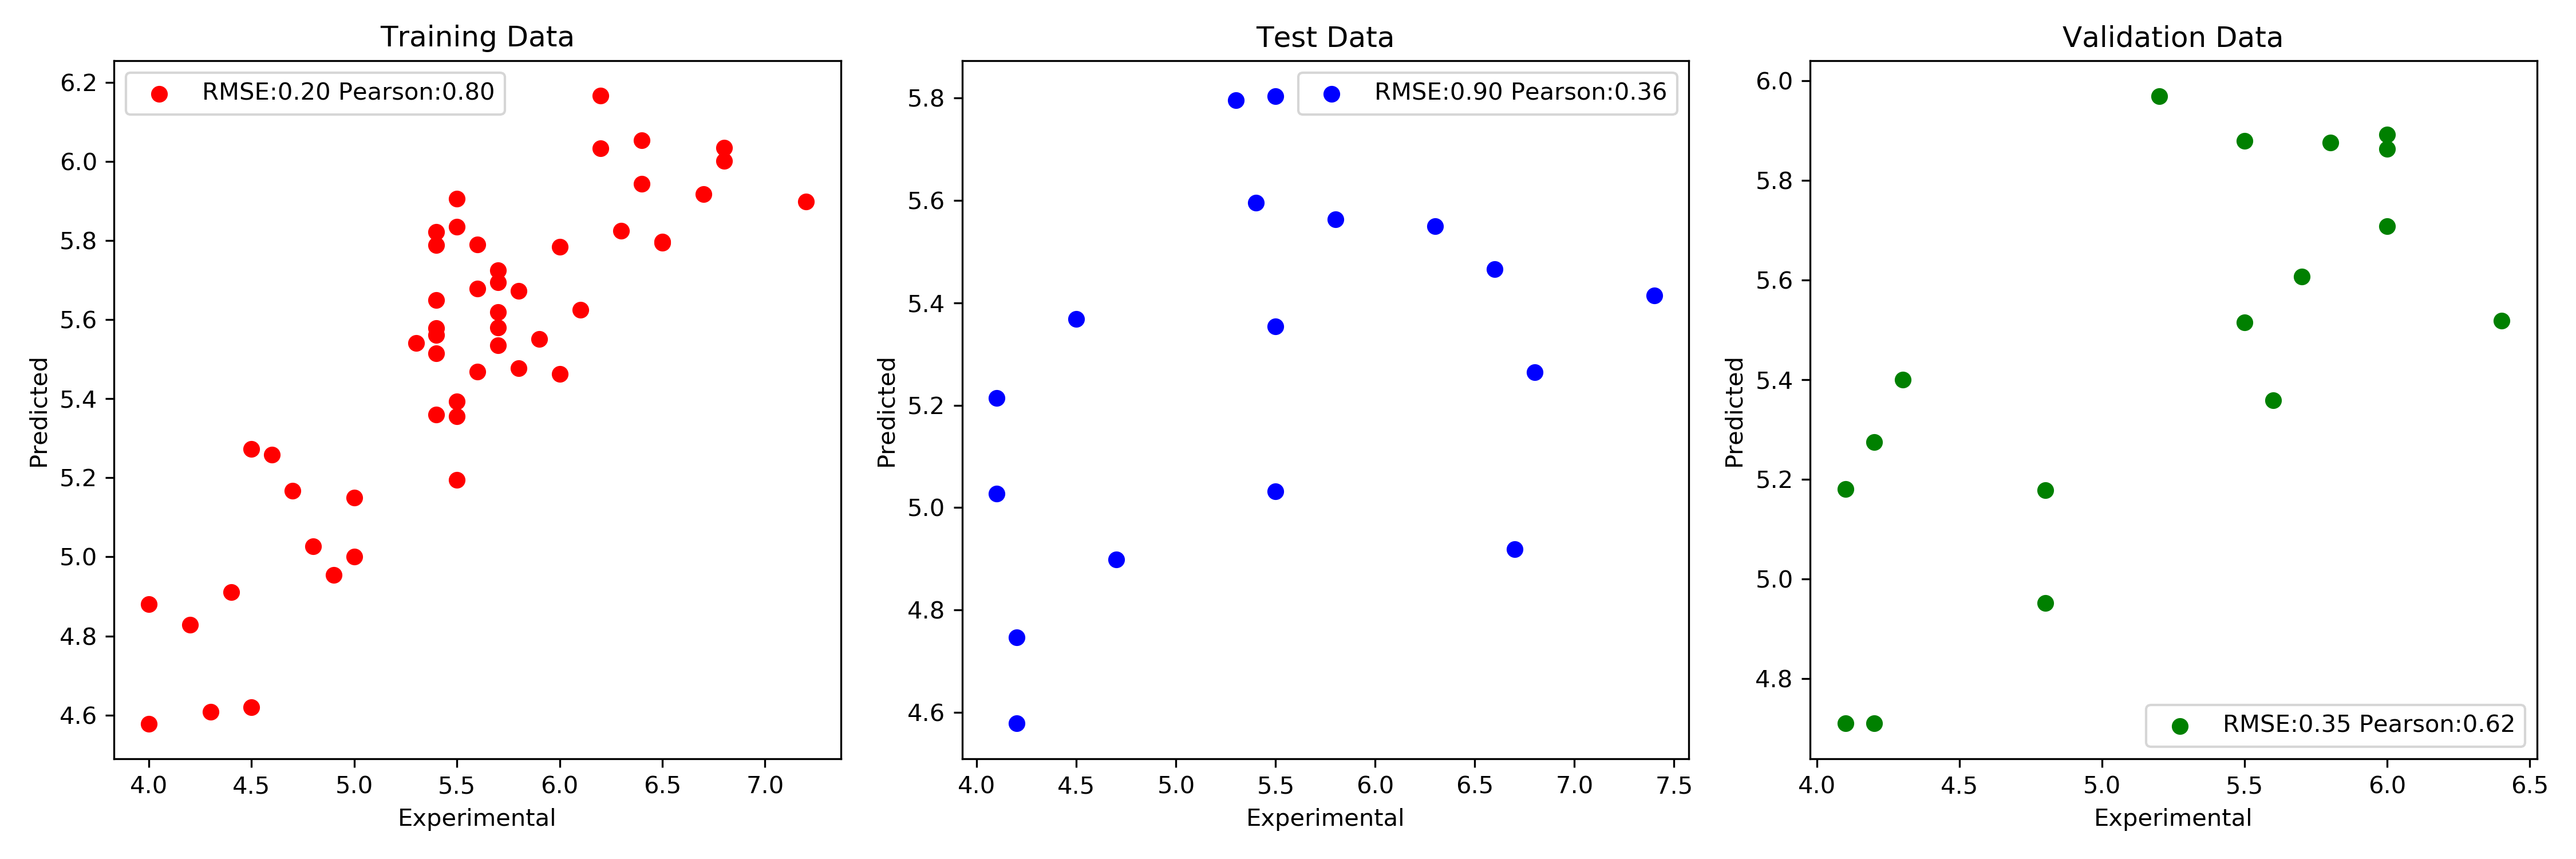 Training Data
RMSE:0.20 Pearson:0.80
6.2
6.0
5.8
5.6
5.4
5.2
5.0
4.8
4.6
Predicted
4.0 4.5 5.0 5.5 6.0 6.5 7.0
Experimental
Test Data
RMSE:0.90 Pearson:0.36
5.8
5.6
5.4
5.2
5.0
4.8
4.6
Predicted
4.0 4.5 5.0 5.5 6.0 6.5 7.0 7.5
Experimental
Validation Data
6.0
5.8
5.6
5.4
5.2
5.0
4.8
Predicted
RMSE:0.35 Pearson:0.62
4.0 4.5 5.0 5.5 6.0 6.5
Experimental